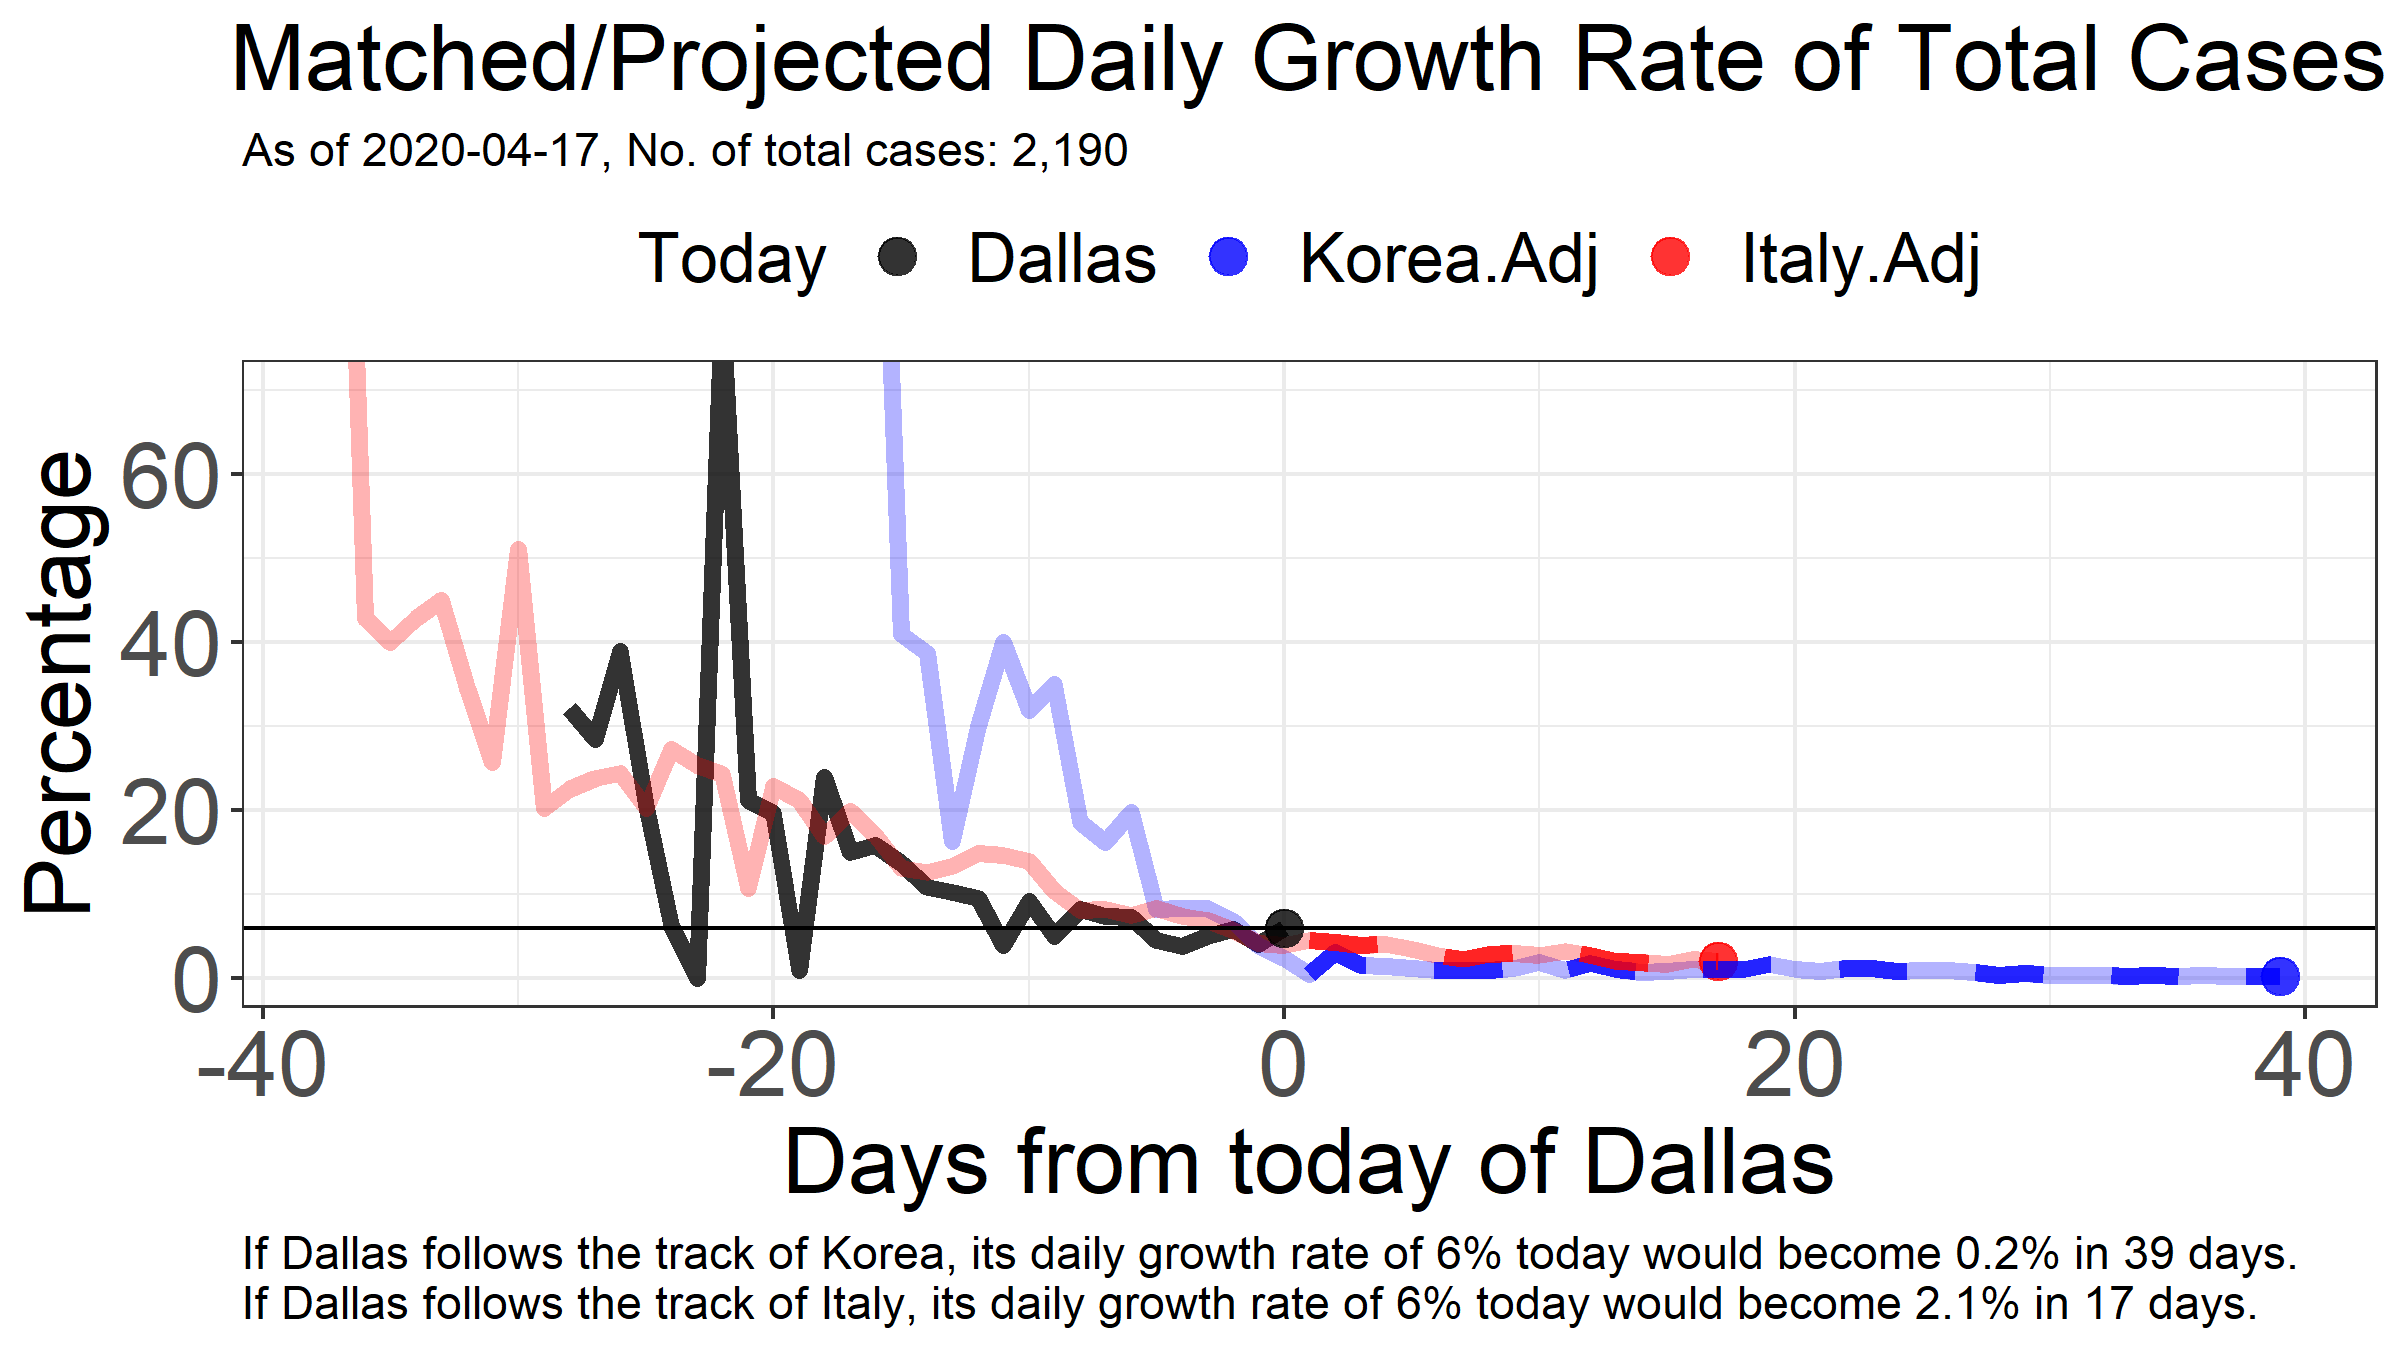 Matched/Projected Daily Growth Rate of Total Cases
As of 2020-04-17, No. of total cases: 2,190
Today Dallas Korea.Adj Italy.Adj
Percentage
60
40
20
0
-40 -20 0 20 40
Days from today of Dallas
If Dallas follows the track of Korea, its daily growth rate of 6% today would become 0.2% in 39 days.
If Dallas follows the track of Italy, its daily growth rate of 6% today would become 2.1% in 17 days.